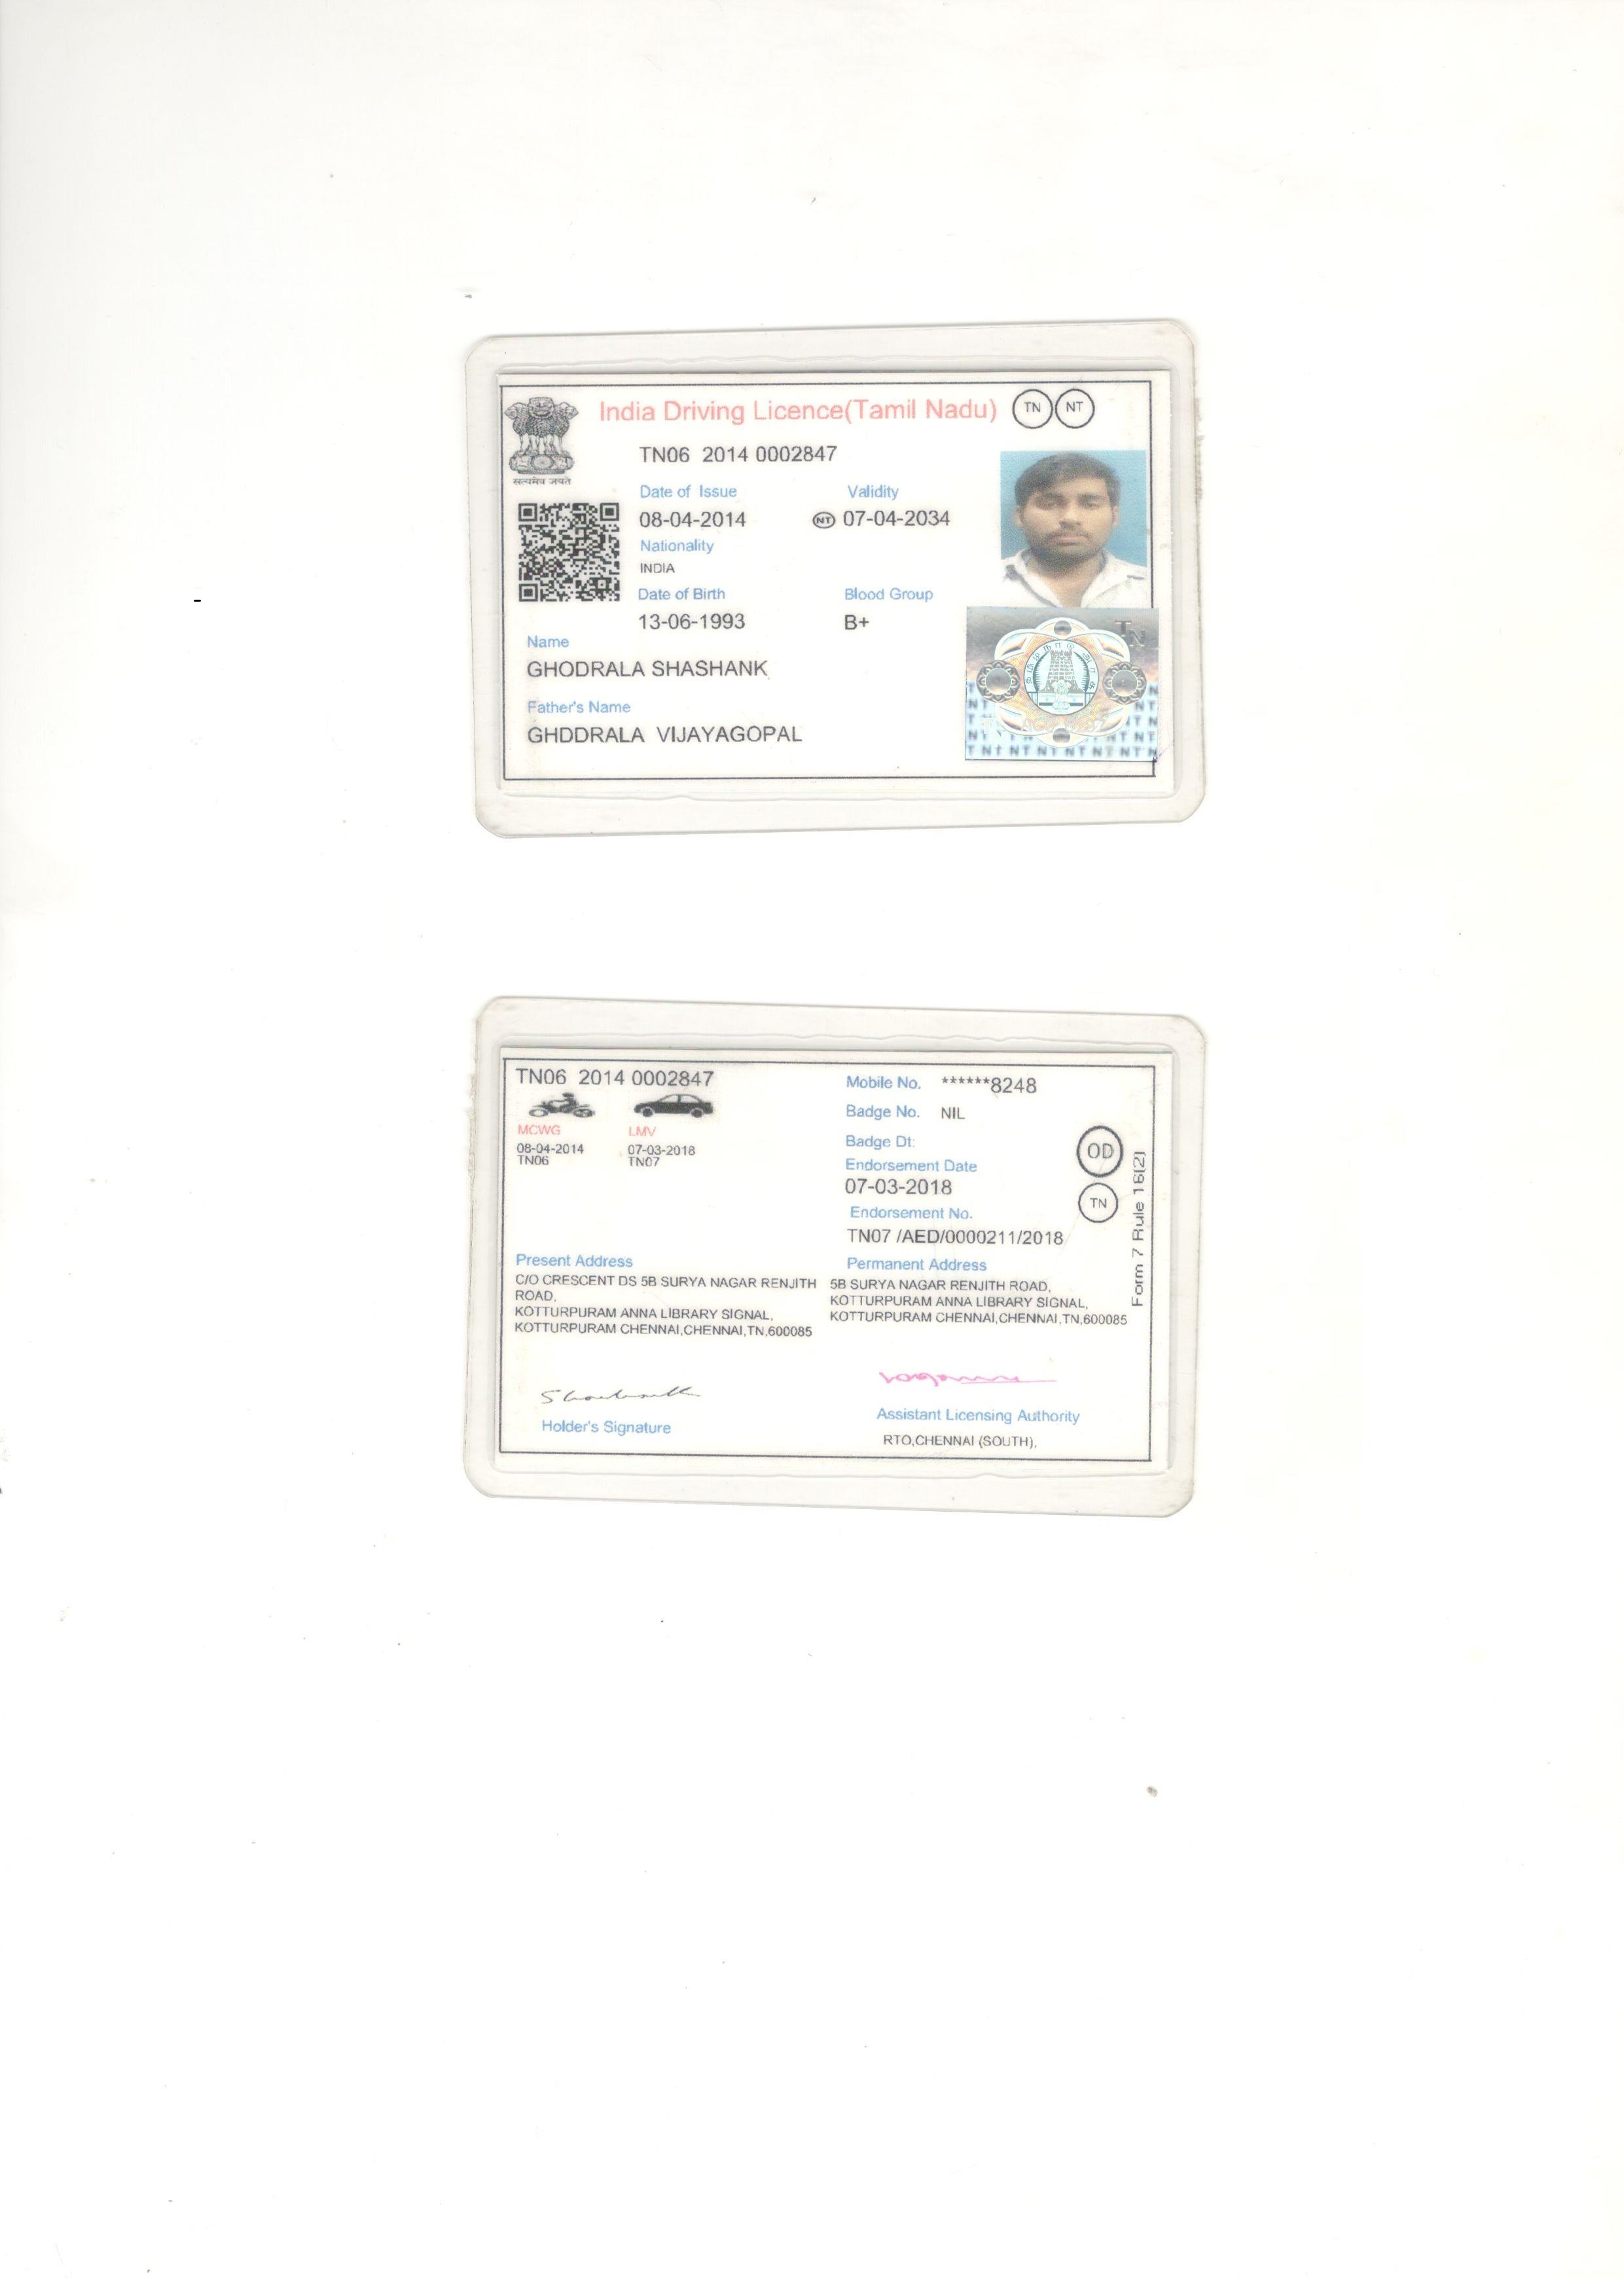 India Driving Licence(Tamil Nadu) TN NT
सत्यमेव जयते
TN06 2014 0002847
Date of Issue Validity
08-04-2014 NT 07-04-2034
Nationality
INDIA
Date of Birth Blood Group
13-06-1993 B+
Name
GHODRALA SHASHANK
Father's Name
GHDDRALA VIJAYAGOPAL
TN
TN06 2014 0002847
MCWG LMV
08-04-2014 07-03-2018
TN06 TN07
Mobile No. ******8248
Badge No. NIL
Badge Dt:
Endorsement Date
07-03-2018
Endorsement No.
TN07 /AED/0000211/2018
OD
TN
Form 7 Rule 16(2)
Present Address
C/O CRESCENT DS 5B SURYA NAGAR RENJITH
ROAD,
KOTTURPURAM ANNA LIBRARY SIGNAL,
KOTTURPURAM CHENNAI,CHENNAI,TN,600085
Permanent Address
5B SURYA NAGAR RENJITH ROAD,
KOTTURPURAM ANNA LIBRARY SIGNAL,
KOTTURPURAM CHENNAI,CHENNAI,TN,600085
Holder's Signature
Assistant Licensing Authority
RTO,CHENNAI (SOUTH),